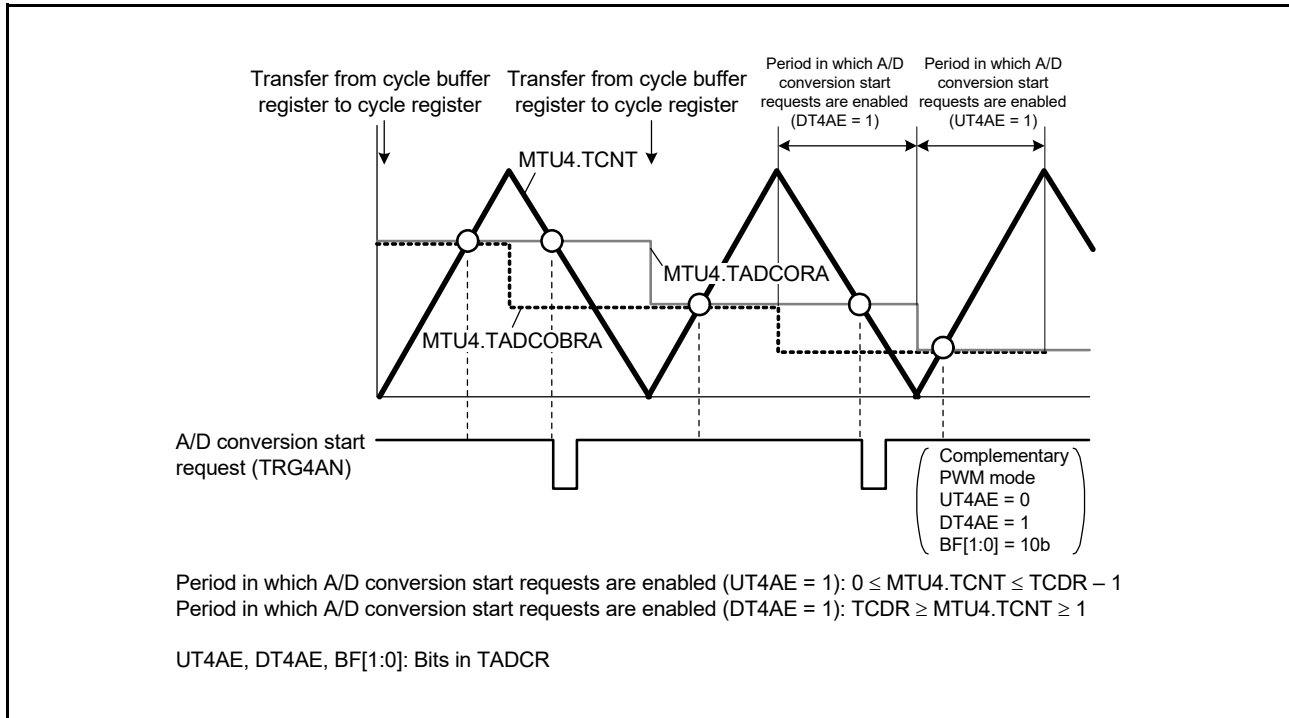 Transfer from cycle buffer
register to cycle register
Transfer from cycle buffer
register to cycle register
Period in which A/D
conversion start
requests are enabled
(DT4AE = 1)
Period in which A/D
conversion start
requests are enabled
(UT4AE = 1)
MTU4.TCNT
MTU4.TADCORA
MTU4.TADCOBRA
A/D conversion start
request (TRG4AN)
Complementary
PWM mode
UT4AE = 0
DT4AE = 1
BF[1:0] = 10b
Period in which A/D conversion start requests are enabled (UT4AE = 1): 0 ≤ MTU4.TCNT ≤ TCDR – 1
Period in which A/D conversion start requests are enabled (DT4AE = 1): TCDR ≥ MTU4.TCNT ≥ 1
UT4AE, DT4AE, BF[1:0]: Bits in TADCR